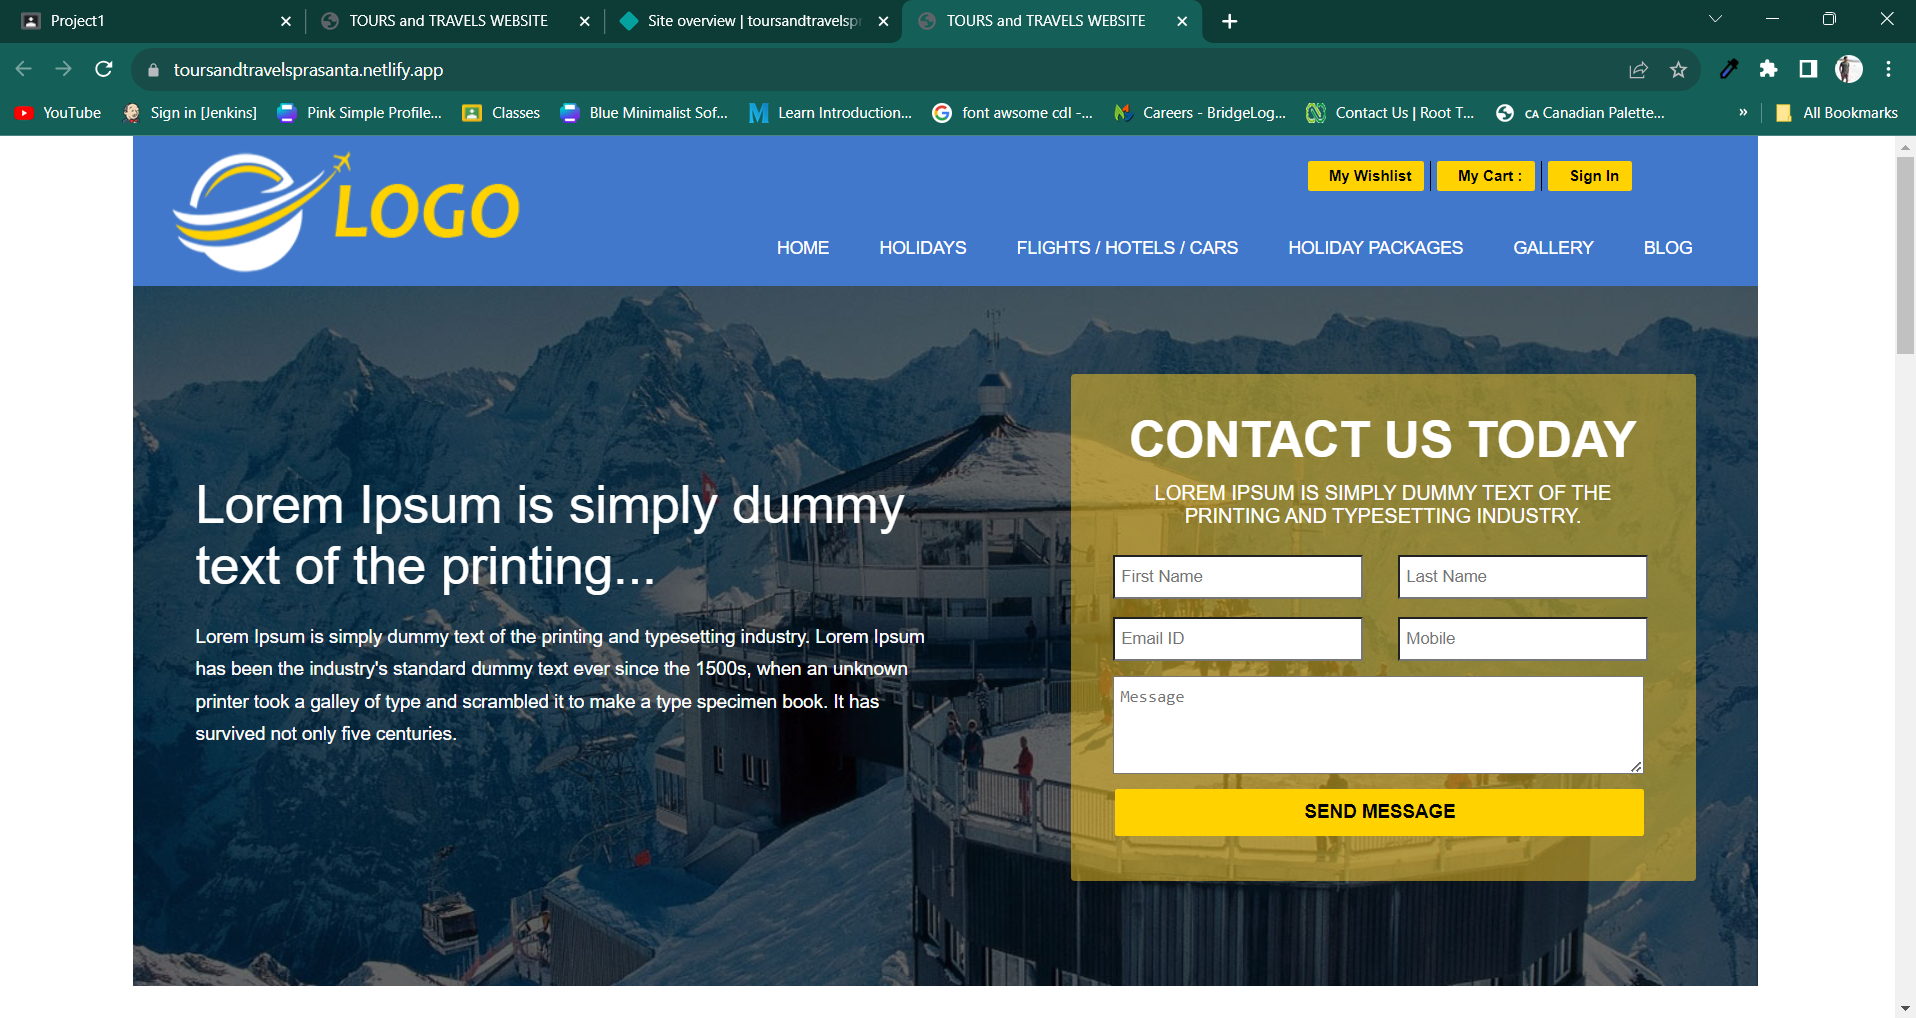 Project1
TOURS and TRAVELS WEBSITE
Site overview | toursandtravelspr
TOURS and TRAVELS WEBSITE
toursandtravelsprasanta.netlify.app
YouTube
Sign in [Jenkins]
Pink Simple Profile...
Classes
Blue Minimalist Sof...
Learn Introduction...
font awsome cdl -...
Careers - BridgeLog...
Contact Us | Root T...
CA Canadian Palette...
»
All Bookmarks
LOGO
My Wishlist
My Cart :
Sign In
HOME
HOLIDAYS
FLIGHTS / HOTELS / CARS
HOLIDAY PACKAGES
GALLERY
BLOG
Lorem Ipsum is simply dummy
text of the printing...
Lorem Ipsum is simply dummy text of the printing and typesetting industry. Lorem Ipsum
has been the industry's standard dummy text ever since the 1500s, when an unknown
printer took a galley of type and scrambled it to make a type specimen book. It has
survived not only five centuries.
CONTACT US TODAY
LOREM IPSUM IS SIMPLY DUMMY TEXT OF THE
PRINTING AND TYPESETTING INDUSTRY.
First Name
Last Name
Email ID
Mobile
Message
SEND MESSAGE